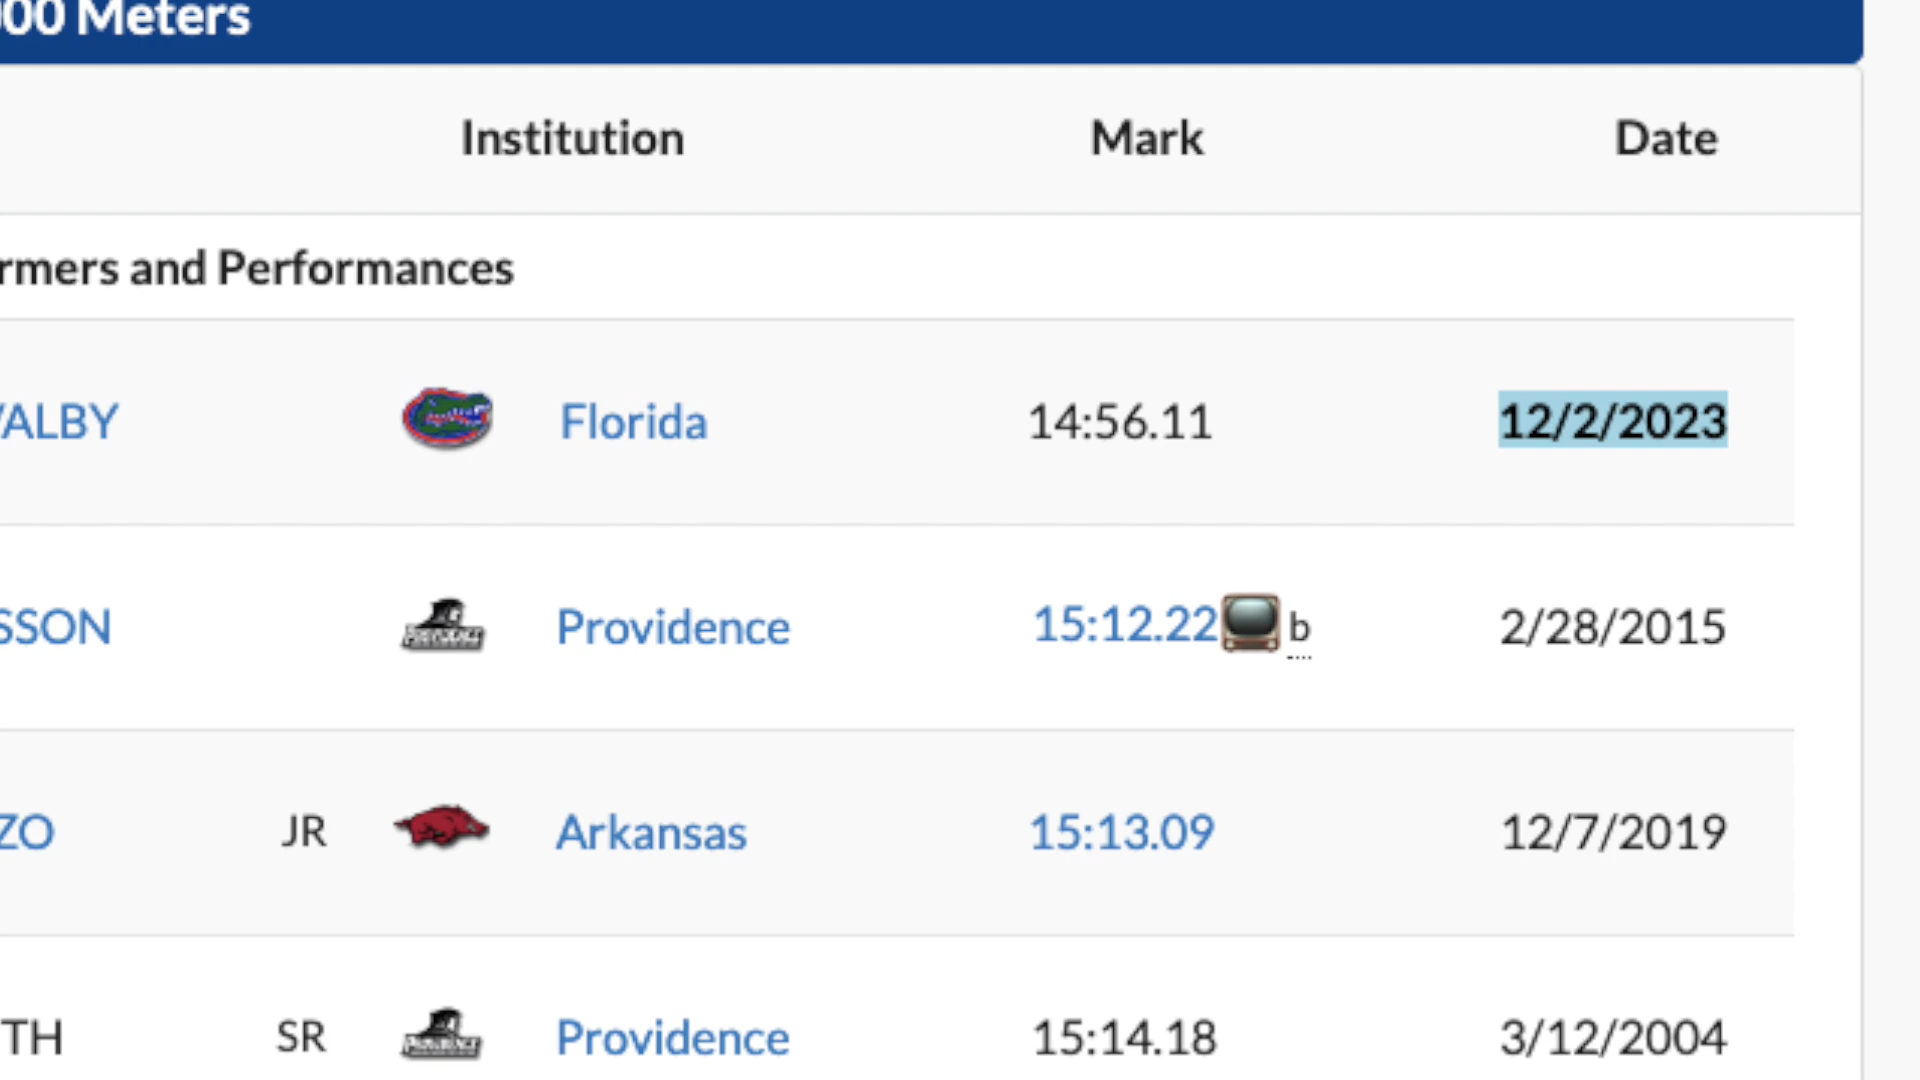 000 Meters
Institution Mark Date
rmers and Performances
VALBY Florida 14:56.11 12/2/2023
SSON Providence 15:12.22 b 2/28/2015
ZO JR Arkansas 15:13.09 12/7/2019
TH SR Providence 15:14.18 3/12/2004